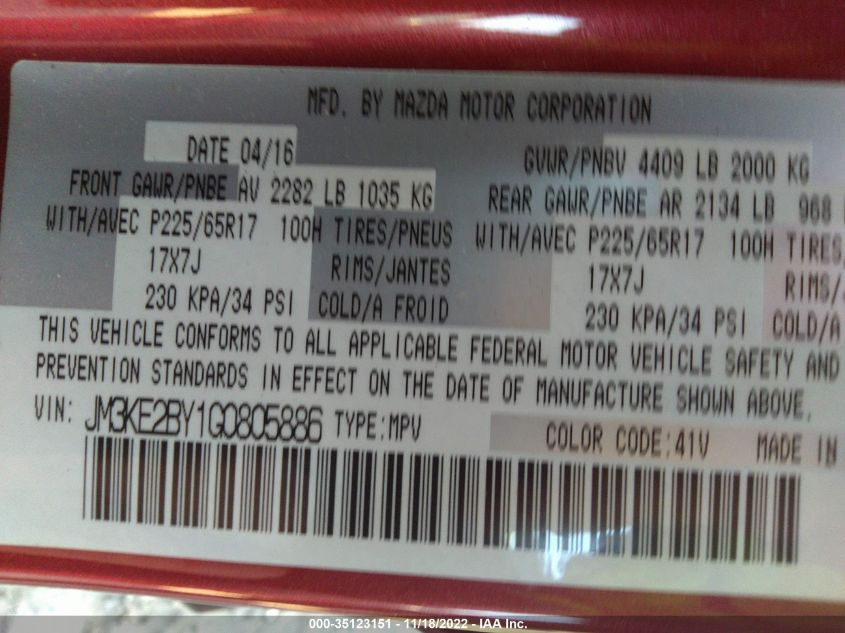 MFD. BY MAZDA MOTOR CORPORATION
DATE 04/16 GVWR/PNBV 4409 LB 2000 KG
FRONT GAWR/PNBE AV 2282 LB 1035 KG REAR GAWR/PNBE AR 2134 LB 968
WITH/AVEC P225/65R17 100H TIRES/PNEUS WITH/AVEC P225/65R17 100H TIRES/
17X7J RIMS/JANTES 17X7J RIMS/
230 KPA/34 PSI COLD/A FROID 230 KPA/34 PSI COLD/A
THIS VEHICLE CONFORMS TO ALL APPLICABLE FEDERAL MOTOR VEHICLE SAFETY AND
PREVENTION STANDARDS IN EFFECT ON THE DATE OF MANUFACTURE SHOWN ABOVE.
VIN: JM3KE2BY1G0805886 TYPE:MPV COLOR CODE:41V MADE IN
000-35123151 - 11/18/2022 - IAA Inc.